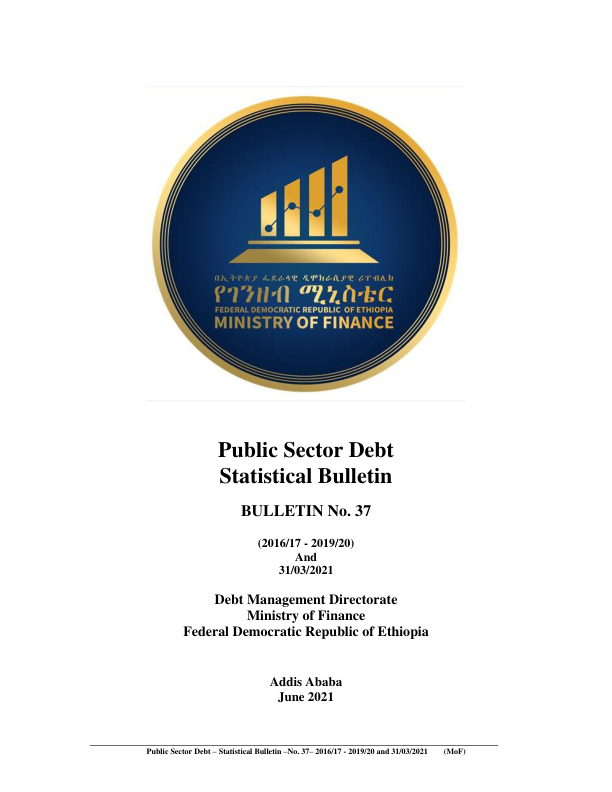 በኢትዮጵያ ፌደራላዊ ዲሞክራሲያዊ ሪፐብሊክ
የገንዘብ ሚኒስቴር
FEDERAL DEMOCRATIC REPUBLIC OF ETHIOPIA
MINISTRY OF FINANCE
Public Sector Debt
Statistical Bulletin
BULLETIN No. 37
(2016/17 - 2019/20)
And
31/03/2021
Debt Management Directorate
Ministry of Finance
Federal Democratic Republic of Ethiopia
Addis Ababa
June 2021
Public Sector Debt – Statistical Bulletin –No. 37– 2016/17 - 2019/20 and 31/03/2021 (MoF)